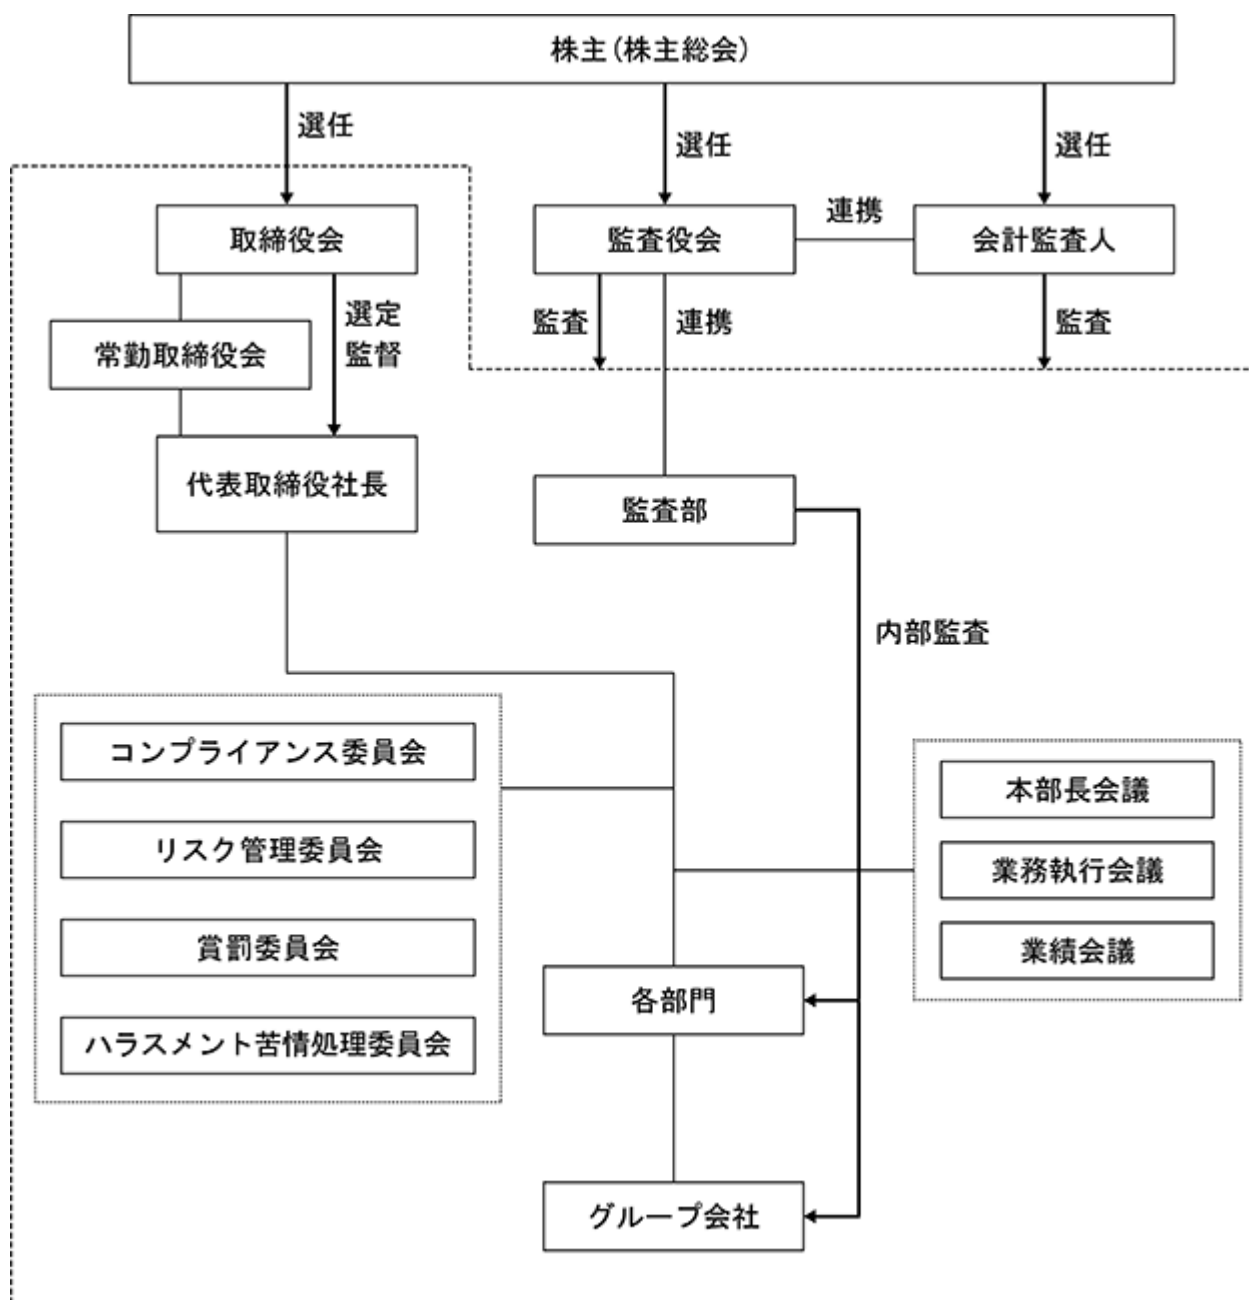 株主(株主総会)
選任
選任
選任
取締役会
監査役会
連携
会計監査人
選定
監督
監査
連携
監査
常勤取締役会
代表取締役社長
監査部
内部監査
コンプライアンス委員会
リスク管理委員会
賞罰委員会
ハラスメント苦情処理委員会
本部長会議
業務執行会議
業績会議
各部門
グループ会社